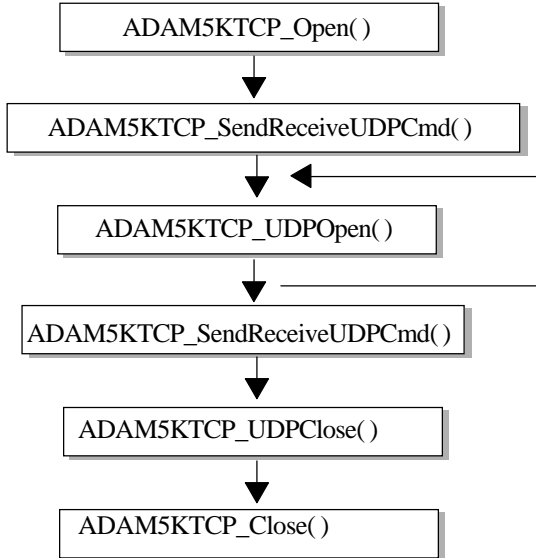 ADAM5KTCP_Open( )
ADAM5KTCP_SendReceiveUDPCmd( )
ADAM5KTCP_UDPOpen( )
ADAM5KTCP_SendReceiveUDPCmd( )
ADAM5KTCP_UDPClose( )
ADAM5KTCP_Close( )